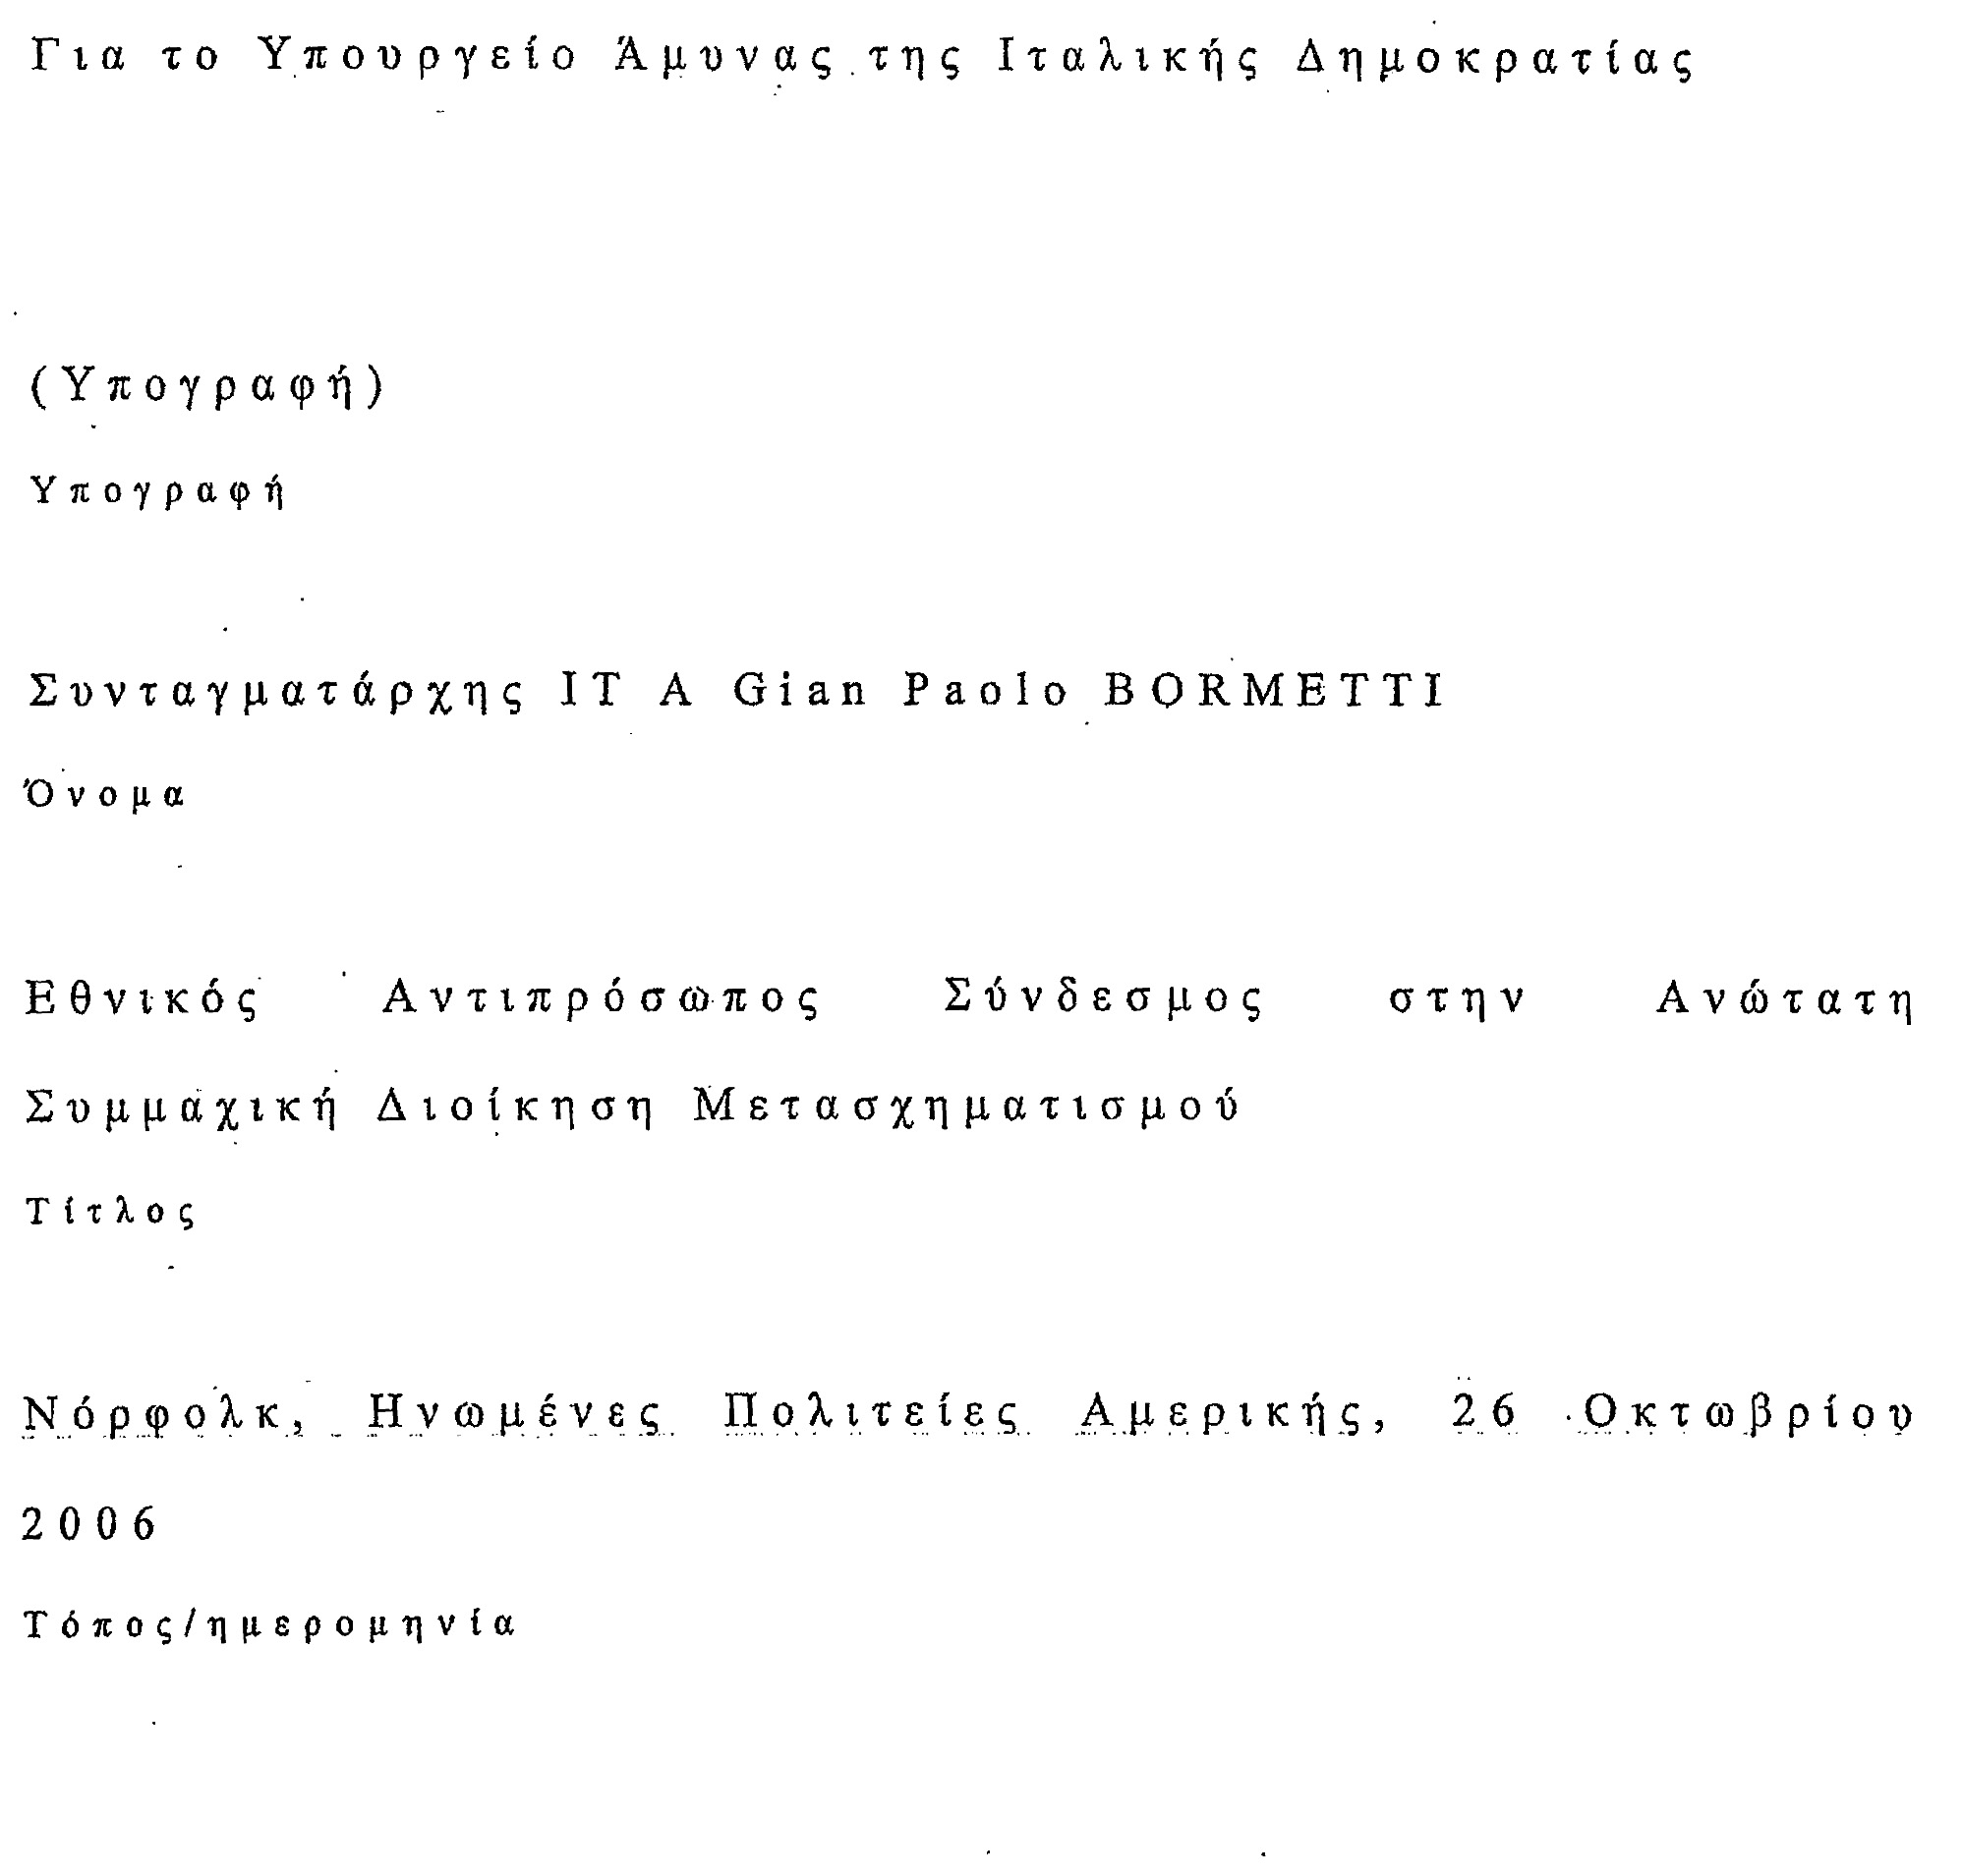 Για το Υπουργείο Άμυνας της Ιταλικής Δημοκρατίας
(Υπογραφή)
Υπογραφή
Συνταγματάρχης IT A Gian Paolo BORMETTI
Όνομα
Εθνικός Αντιπρόσωπος Σύνδεσμος στην Ανώτατη
Συμμαχική Διοίκηση Μετασχηματισμού
Τίτλος
Νόρφολκ, Ηνωμένες Πολιτείες Αμερικής, 26 Οκτωβρίου
2006
Τόπος/ημερομηνία